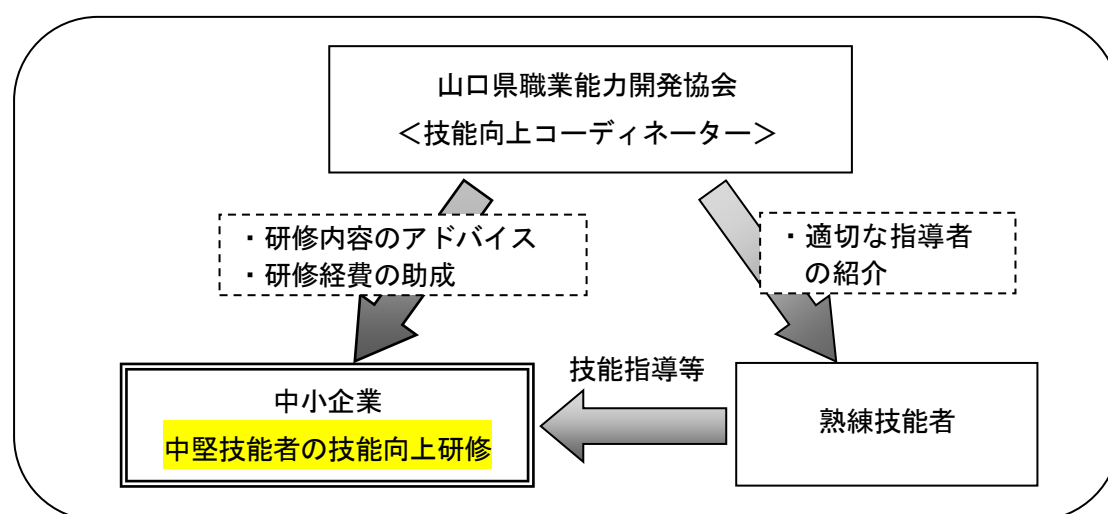 山口県職業能力開発協会
＜技能向上コーディネーター＞
・研修内容のアドバイス
・研修経費の助成
・適切な指導者
の紹介
技能指導等
中小企業
中堅技能者の技能向上研修
熟練技能者